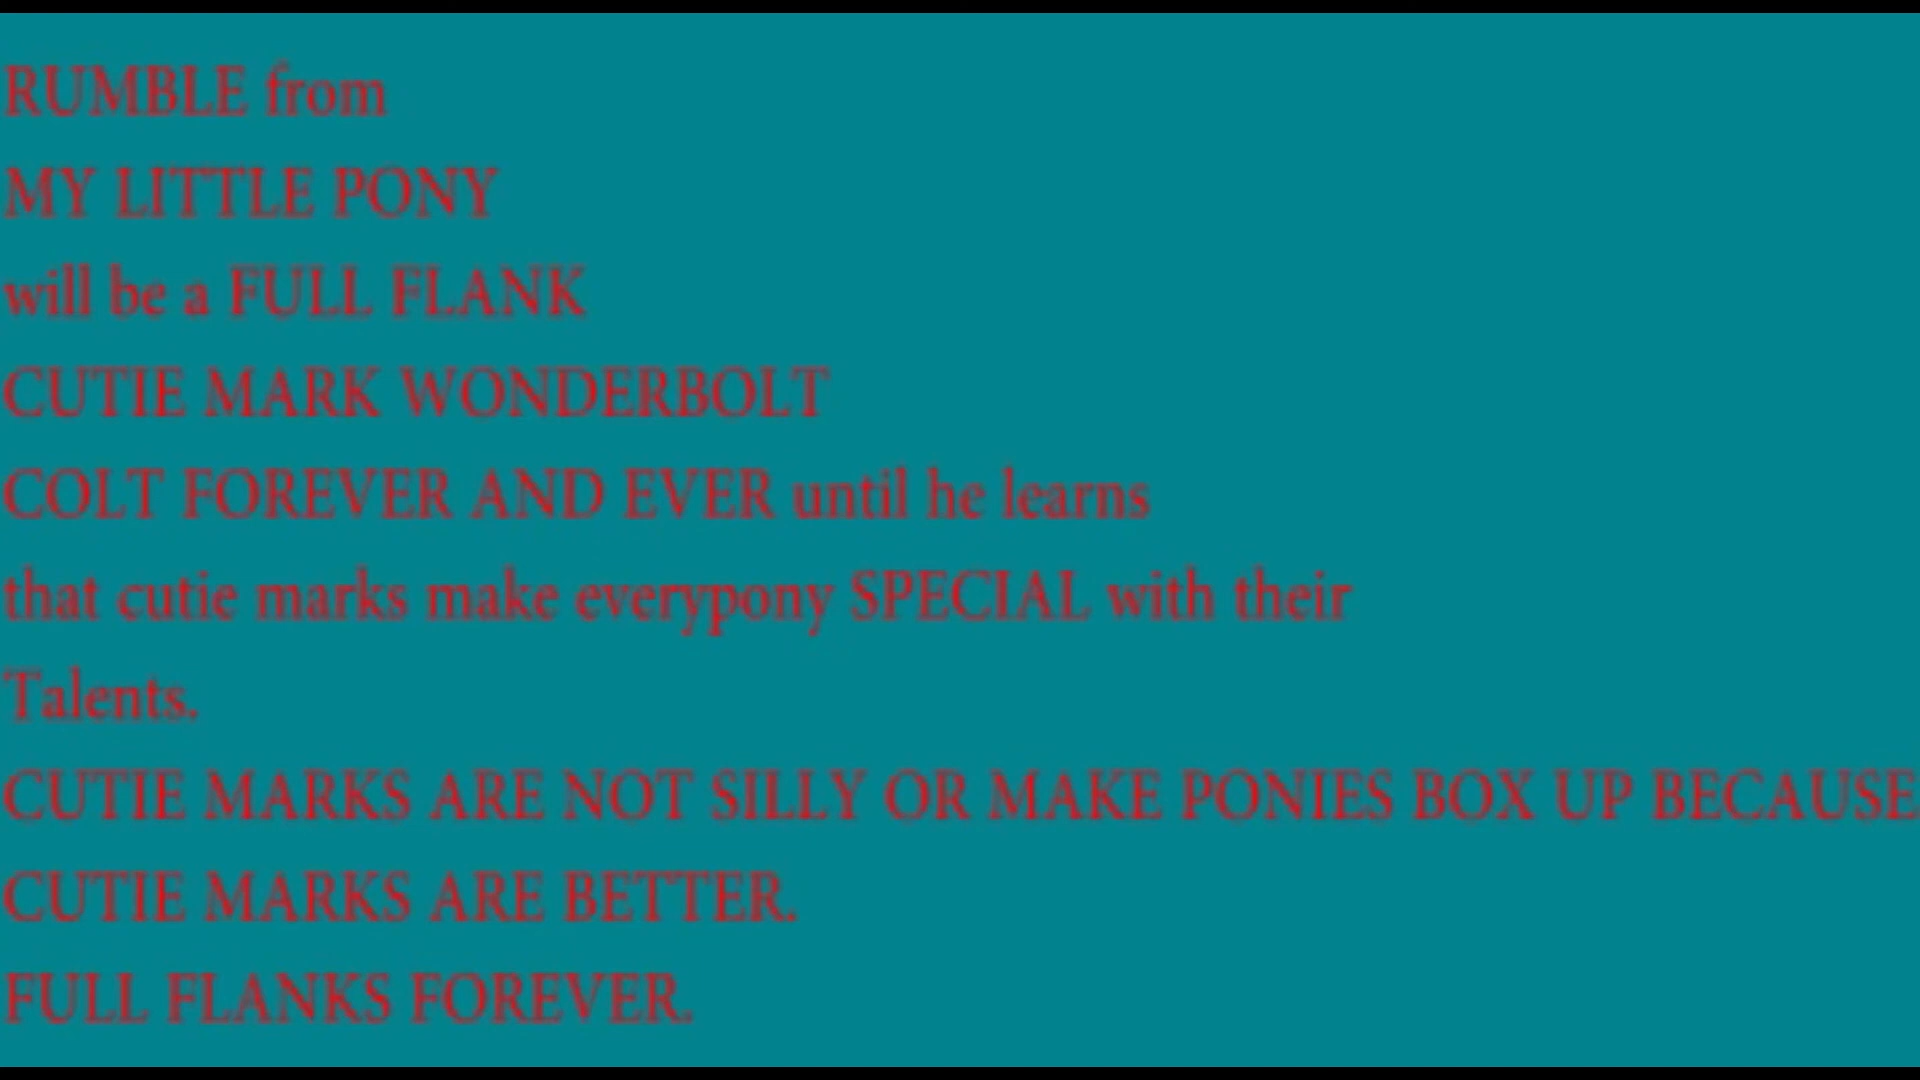 RUMBLE from
MY LITTLE PONY
will be a FULL FLANK
CUTIE MARK WONDERBOLT
COLT FOREVER AND EVER until he learns
that cutie marks make everypony SPECIAL with their
Talents.
CUTIE MARKS ARE NOT SILLY OR MAKE PONIES BOX UP BECAUSE
CUTIE MARKS ARE BETTER.
FULL FLANKS FOREVER.